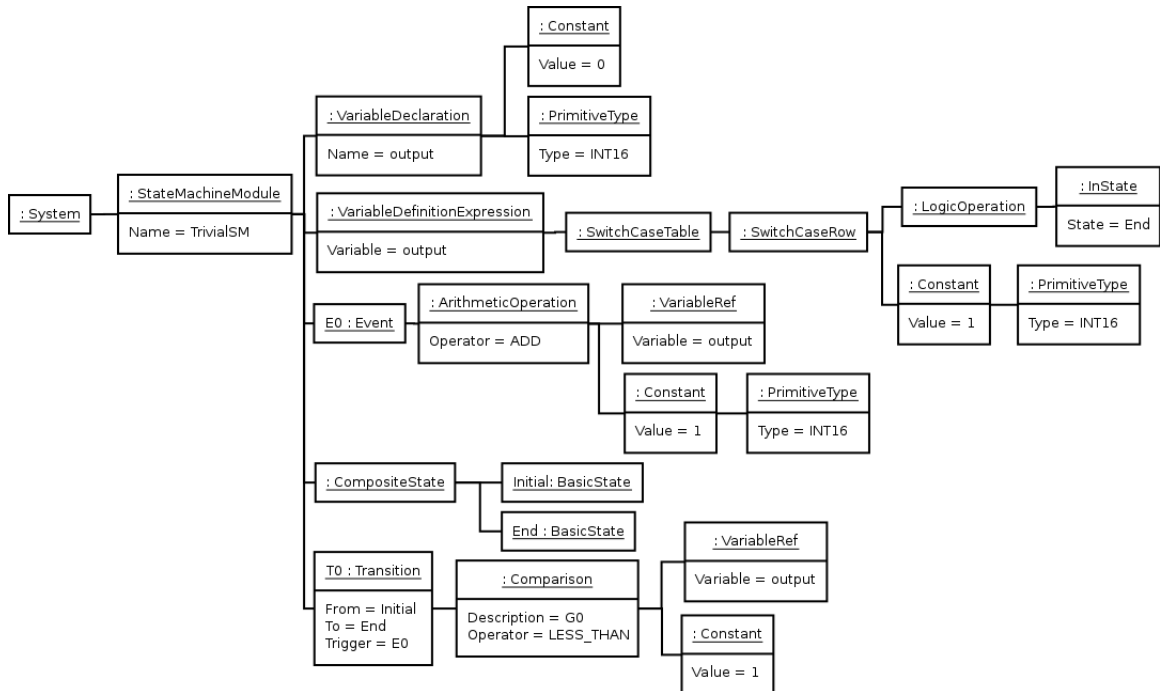 : Constant
Value = 0
: VariableDeclaration
Name = output
: PrimitiveType
Type = INT16
: System
: StateMachineModule
Name = TrivialSM
: VariableDefinitionExpression
Variable = output
: SwitchCaseTable
: SwitchCaseRow
: LogicOperation
: InState
State = End
: Constant
Value = 1
: PrimitiveType
Type = INT16
E0 : Event
: ArithmeticOperation
Operator = ADD
: VariableRef
Variable = output
: Constant
Value = 1
: PrimitiveType
Type = INT16
: CompositeState
Initial: BasicState
End : BasicState
T0 : Transition
From = Initial
To = End
Trigger = E0
: Comparison
Description = G0
Operator = LESS_THAN
: VariableRef
Variable = output
: Constant
Value = 1